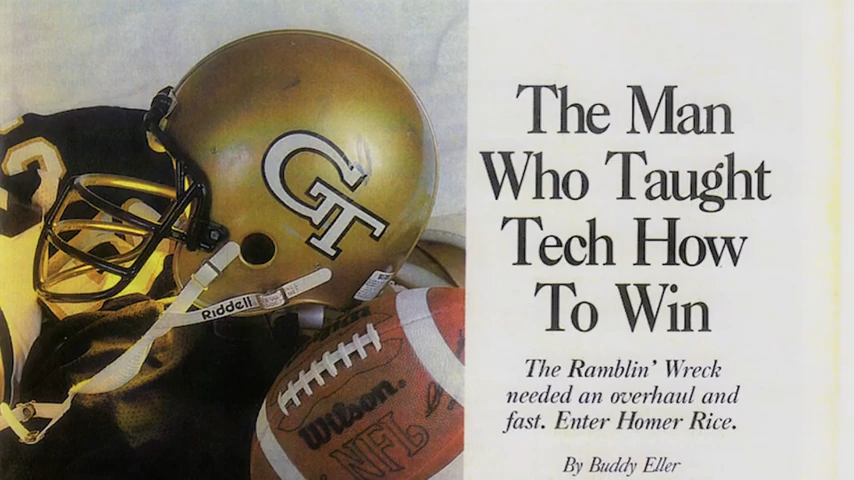 GT
Riddell
Wilson.
NFL
The Man
Who Taught
Tech How
To Win
The Ramblin' Wreck
needed an overhaul and
fast. Enter Homer Rice.
By Buddy Eller